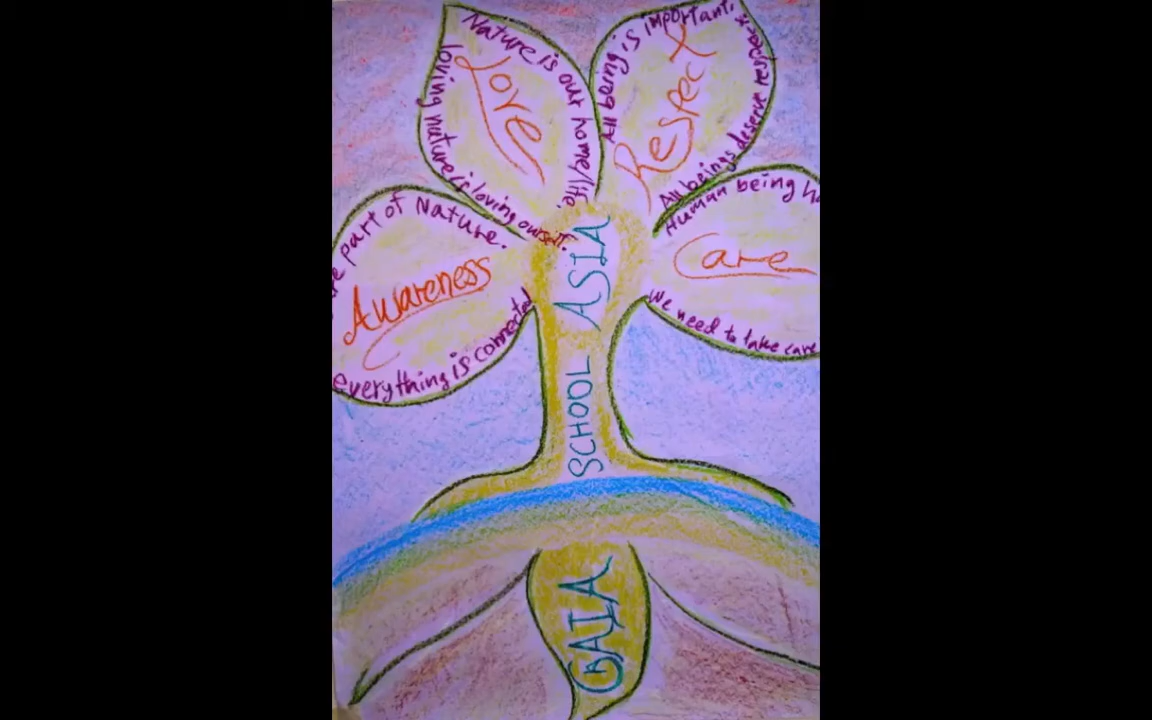 Nature is our home/life.
Love
loving nature is loving ourself.
All being is important,
Respect
All beings deserve respect
part of Nature.
Awareness
everything is connected
Human being
Care
We need to take care
ASIA
SCHOOL
GAIA